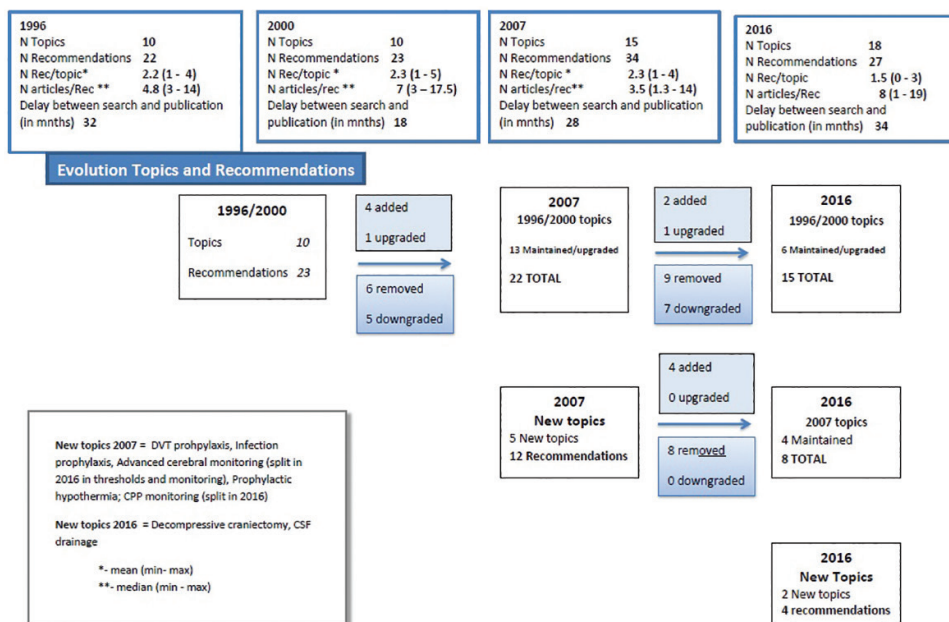 1996
N Topics 10
N Recommendations 22
N Rec/topic* 2.2 (1 - 4)
N articles/Rec ** 4.8 (3 - 14)
Delay between search and publication
(in mnths) 32
2000
N Topics 10
N Recommendations 23
N Rec/topic * 2.3 (1 - 5)
N articles/Rec ** 7 (3 – 17.5)
Delay between search and
publication (in mnths) 18
2007
N Topics 15
N Recommendations 34
N Rec/topic * 2.3 (1 - 4)
N articles/rec** 3.5 (1.3 - 14)
Delay between search and publication
(in mnths) 28
2016
N Topics 18
N Recommendations 27
N Rec/topic 1.5 (0 - 3)
N articles/Rec 8 (1 - 19)
Delay between search and
publication (in mnths) 34
Evolution Topics and Recommendations
1996/2000
Topics 10
Recommendations 23
4 added
1 upgraded
6 removed
5 downgraded
2007
1996/2000 topics
13 Maintained/upgraded
22 TOTAL
2 added
1 upgraded
9 removed
7 downgraded
2016
1996/2000 topics
6 Maintained/upgraded
15 TOTAL
2007
New topics
5 New topics
12 Recommendations
4 added
0 upgraded
8 removed
0 downgraded
2016
2007 topics
4 Maintained
8 TOTAL
New topics 2007 = DVT prohpylaxis, Infection
prophylaxis, Advanced cerebral monitoring (split in
2016 in thresholds and monitoring), Prophylactic
hypothermia; CPP monitoring (split in 2016)
New topics 2016 = Decompressive craniectomy, CSF
drainage
*- mean (min- max)
**- median (min - max)
2016
New Topics
2 New topics
4 recommendations